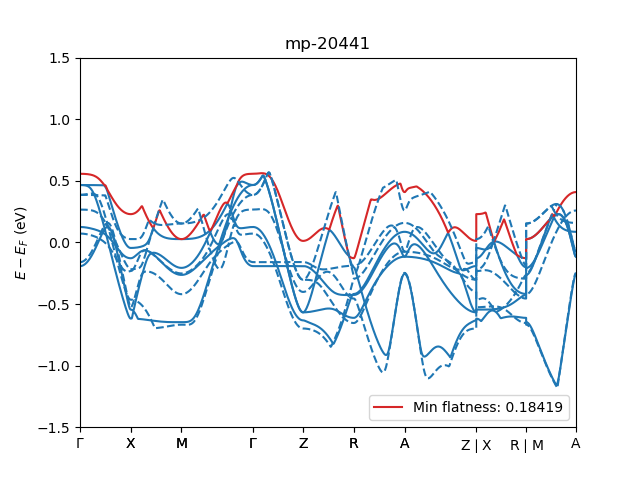 mp-20441
E − E_F (eV)
1.5
1.0
0.5
0.0
−0.5
−1.0
−1.5
Min flatness: 0.18419
Γ X M Γ Z R A Z | X R | M A